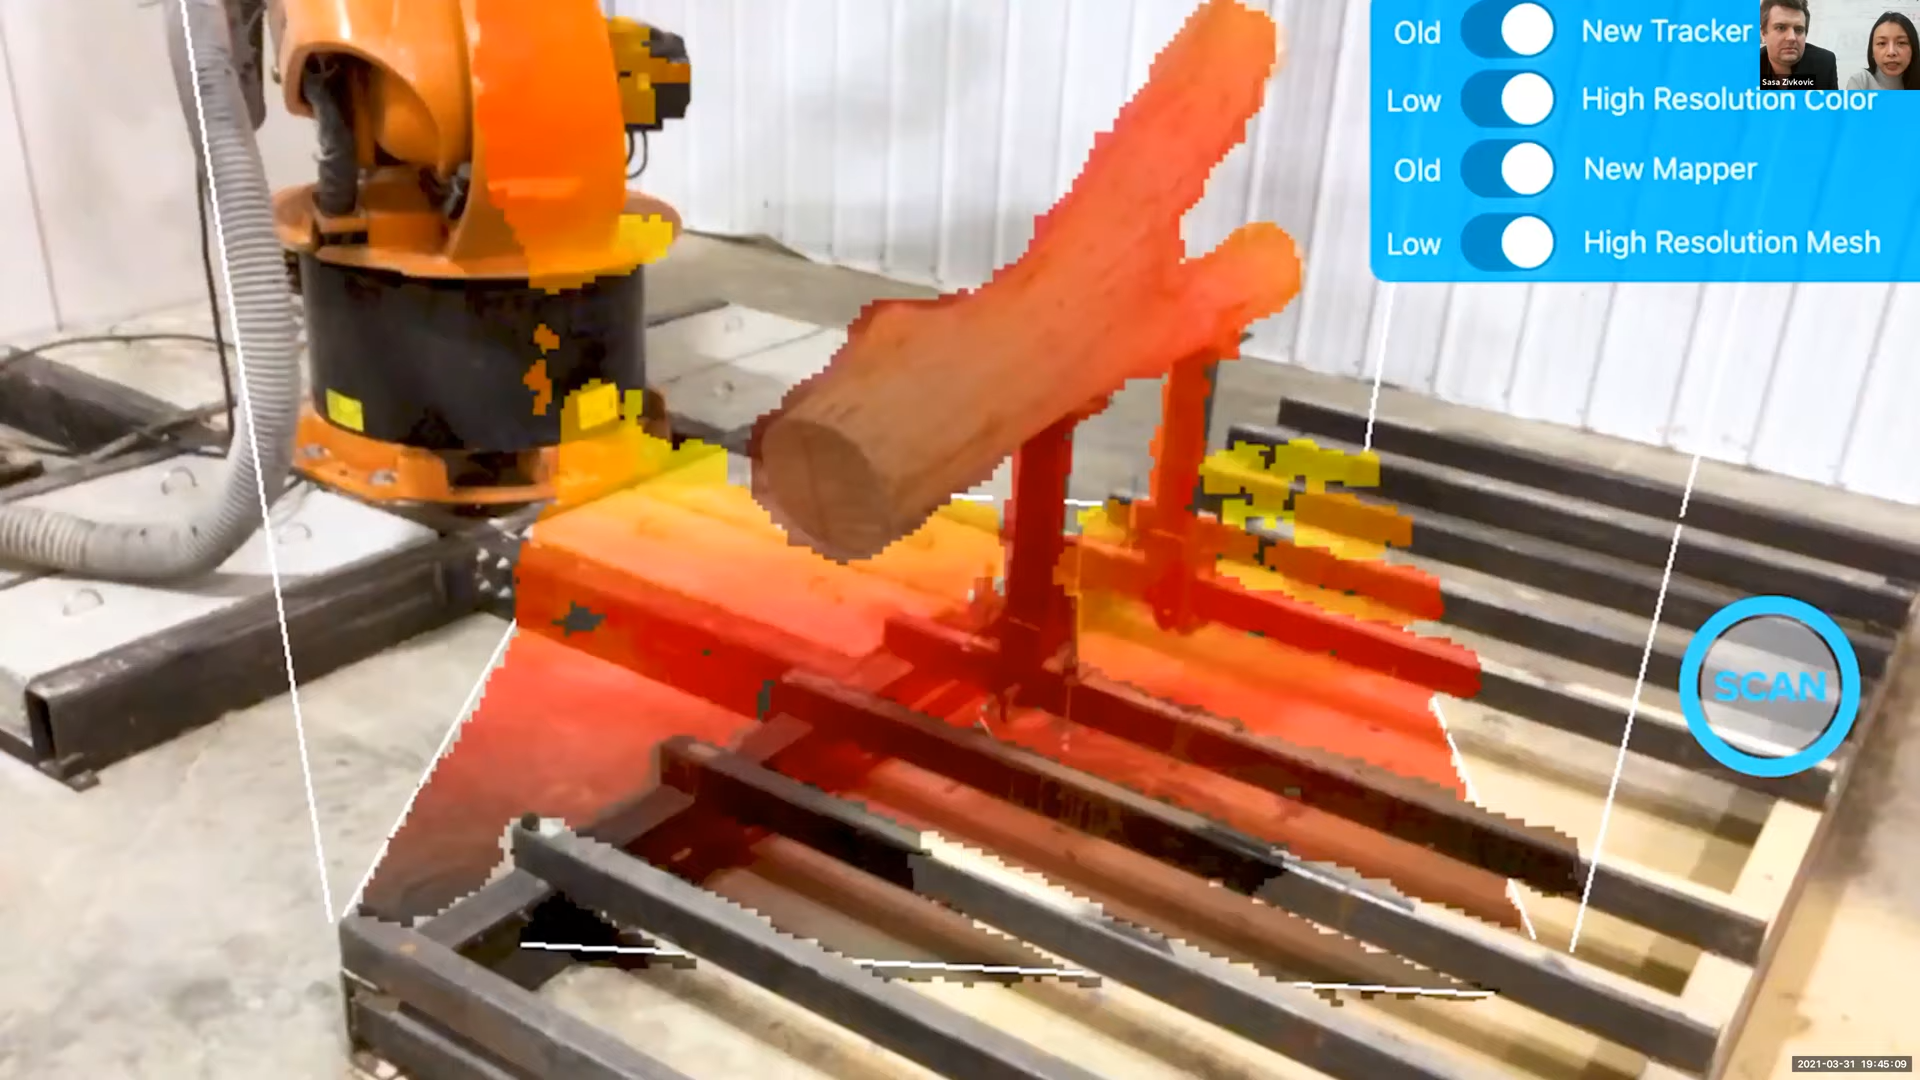 Old New Tracker
Sasa Zivkovic
Low High Resolution Color
Old New Mapper
Low High Resolution Mesh
SCAN
2021-03-31 19:45:09